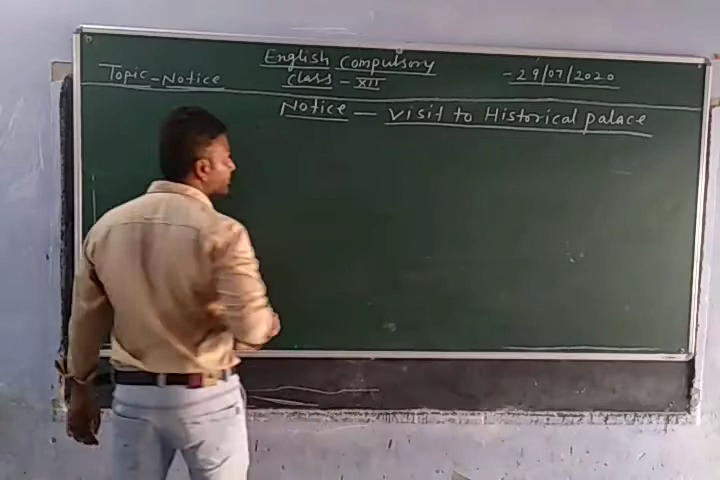 English Compulsory
Topic - Notice Class - XII - 29/07/2020
Notice - visit to Historical palace